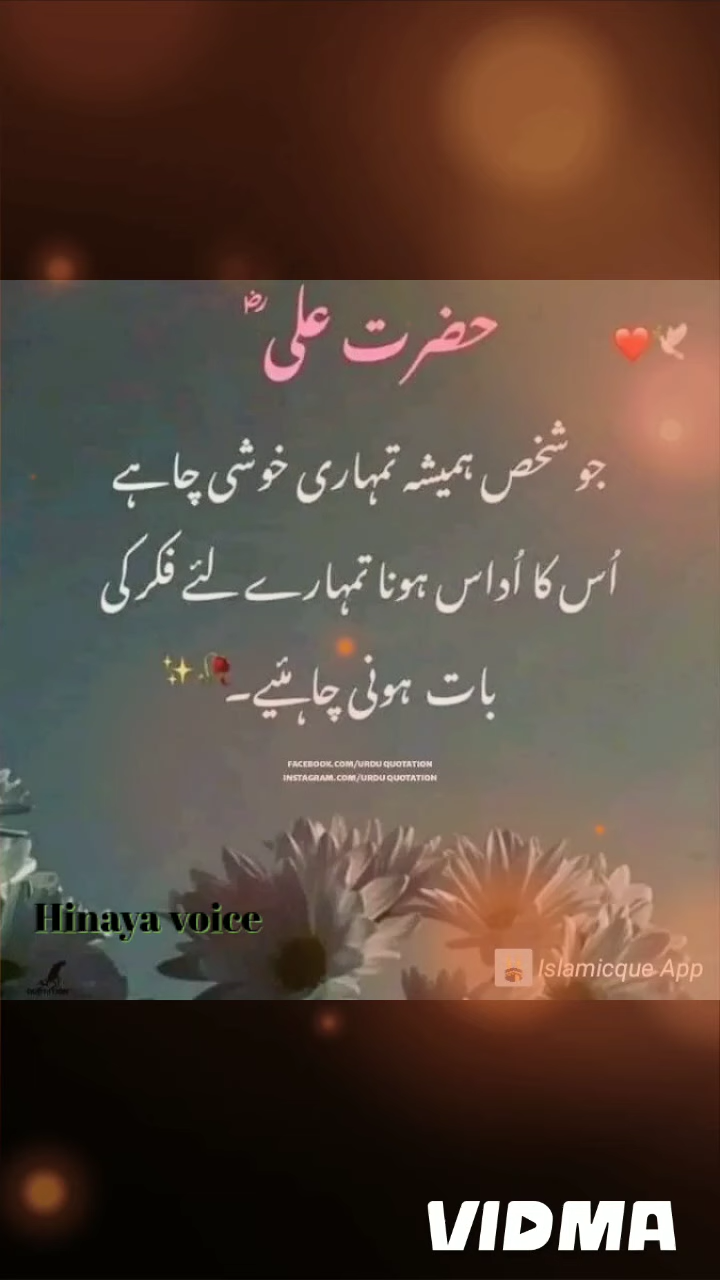 حضرت علیؓ
جو شخص ہمیشہ تمہاری خوشی چاہے
اُس کا اُداس ہونا تمہارے لئے فکر کی
بات ہونی چاہئیے۔
FACEBOOK.COM/URDU QUOTATION
INSTAGRAM.COM/URDU QUOTATION
Hinaya voice
Islamicque App
VIDMA